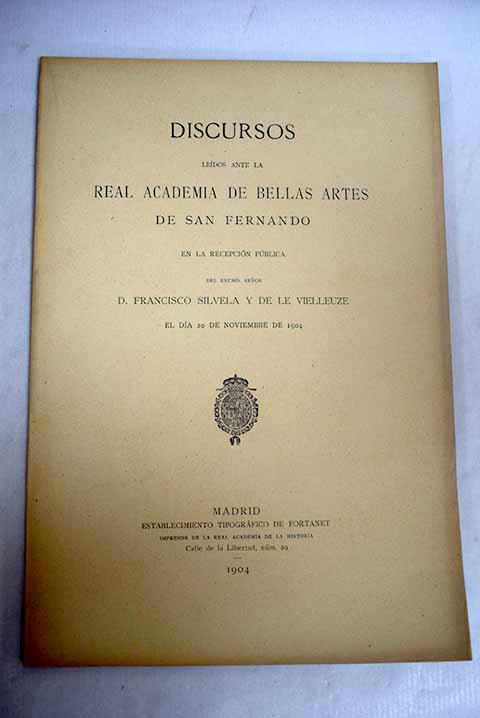 DISCURSOS
LEÍDOS ANTE LA
REAL ACADEMIA DE BELLAS ARTES
DE SAN FERNANDO
EN LA RECEPCIÓN PÚBLICA
DEL EXCMO. SEÑOR
D. FRANCISCO SILVELA Y DE LE VIELLEUZE
EL DÍA 20 DE NOVIEMBRE DE 1904
MADRID
ESTABLECIMIENTO TIPOGRÁFICO DE FORTANET
IMPRESOR DE LA REAL ACADEMIA DE LA HISTORIA
Calle de la Libertad, núm. 29
1904